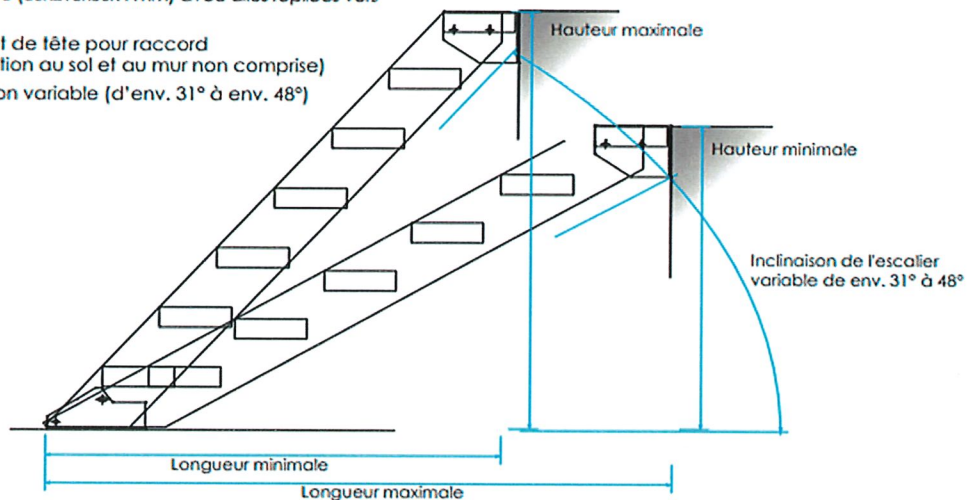 t de tête pour raccord
tion au sol et au mur non comprise)
on variable (d'env. 31° à env. 48°)
Hauteur maximale
Hauteur minimale
Inclinaison de l'escalier
variable de env. 31° à 48°
Longueur minimale
Longueur maximale